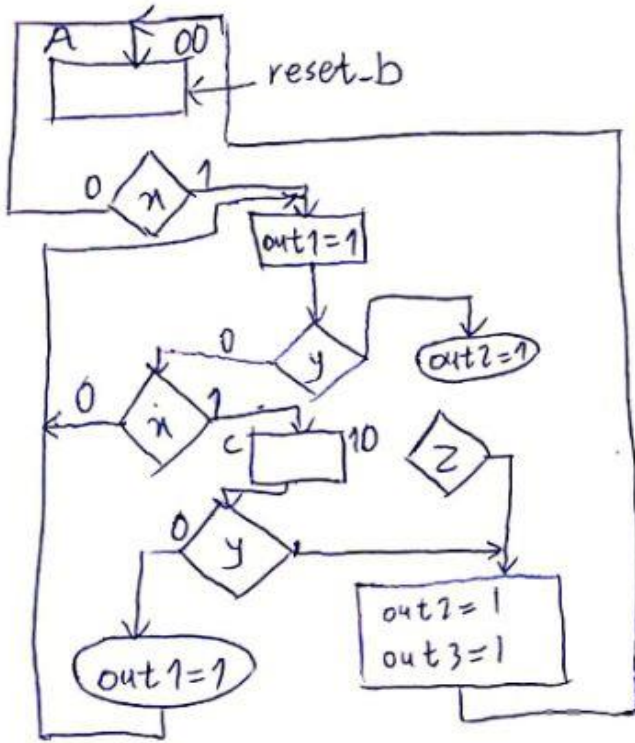 A 00
reset_b
0 x 1
out1=1
0 y
out2=1
0 x 1
C 10
z
0 y
out2=1
out3=1
out1=1